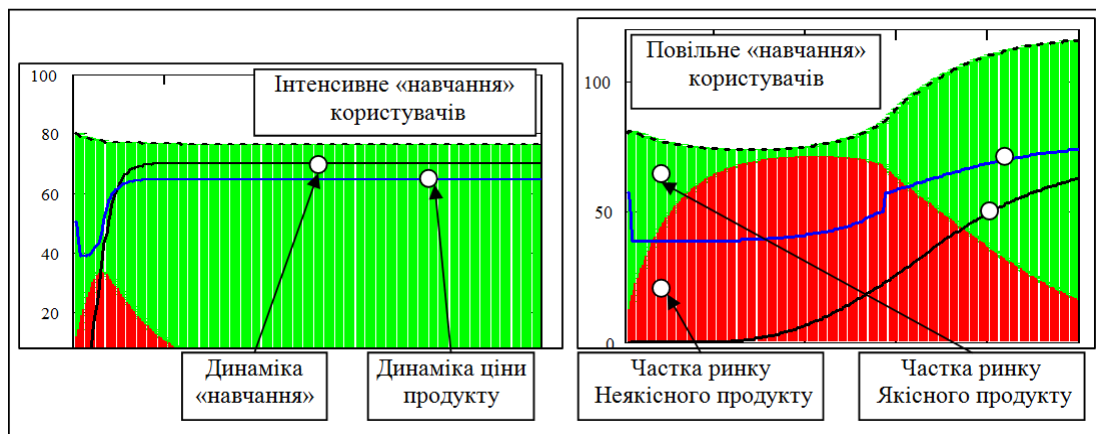 100
80
60
40
20
Інтенсивне «навчання»
користувачів
Динаміка
«навчання»
Динаміка ціни
продукту
100
50
0
Повільне «навчання»
користувачів
Частка ринку
Неякісного продукту
Частка ринку
Якісного продукту